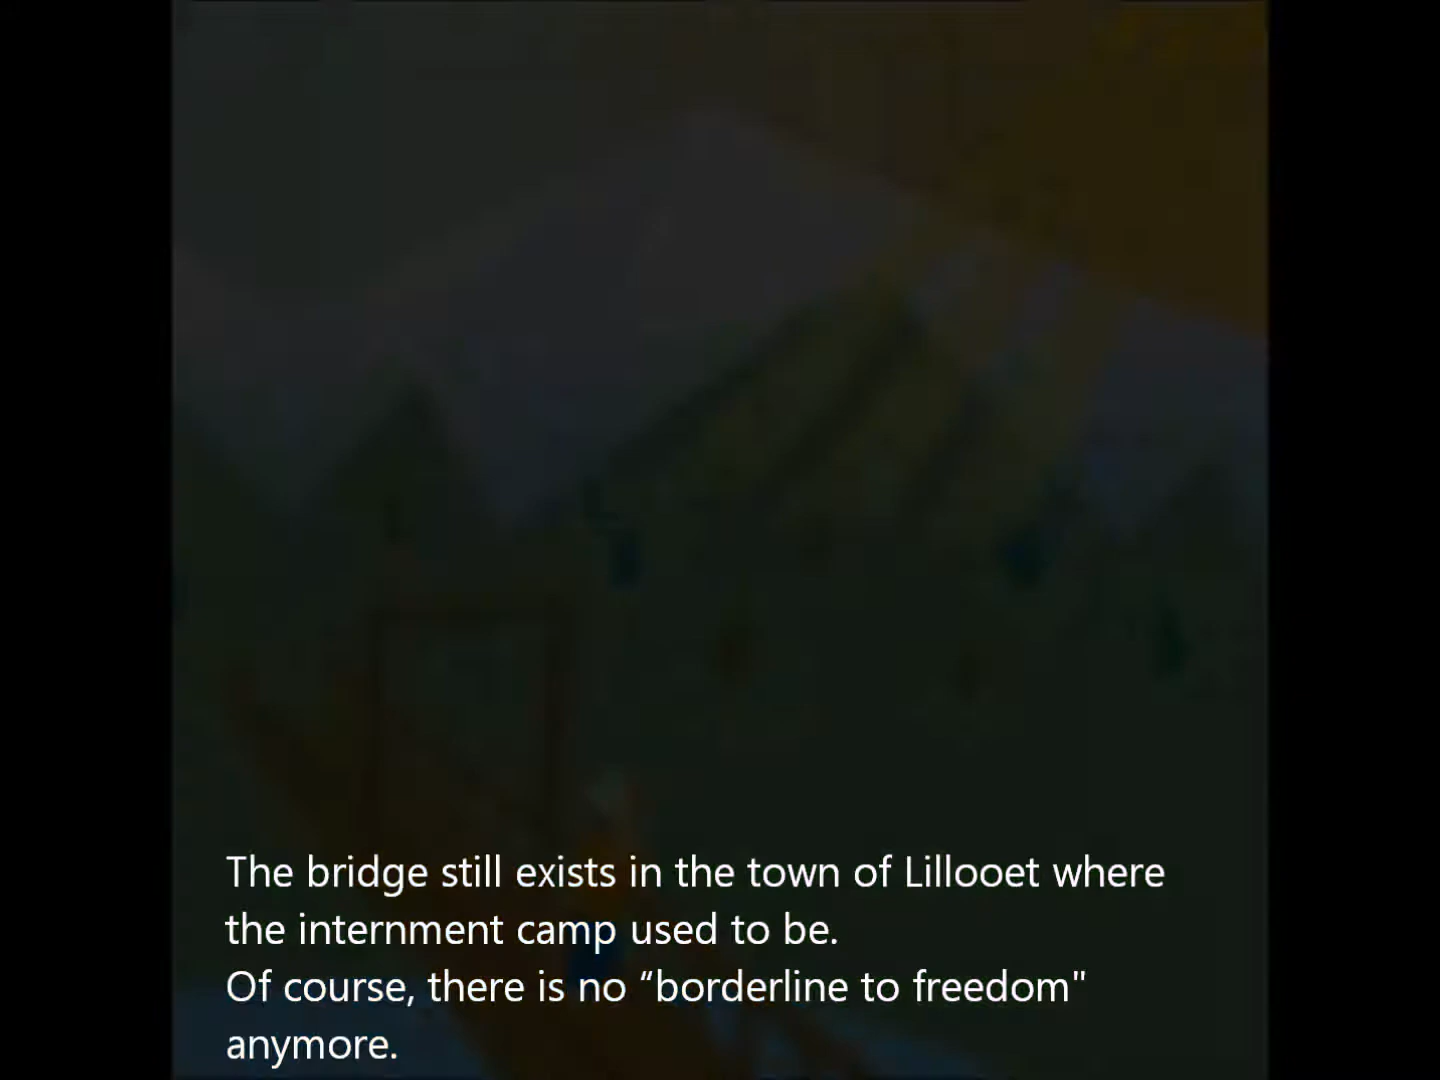 The bridge still exists in the town of Lillooet where
the internment camp used to be.
Of course, there is no “borderline to freedom"
anymore.